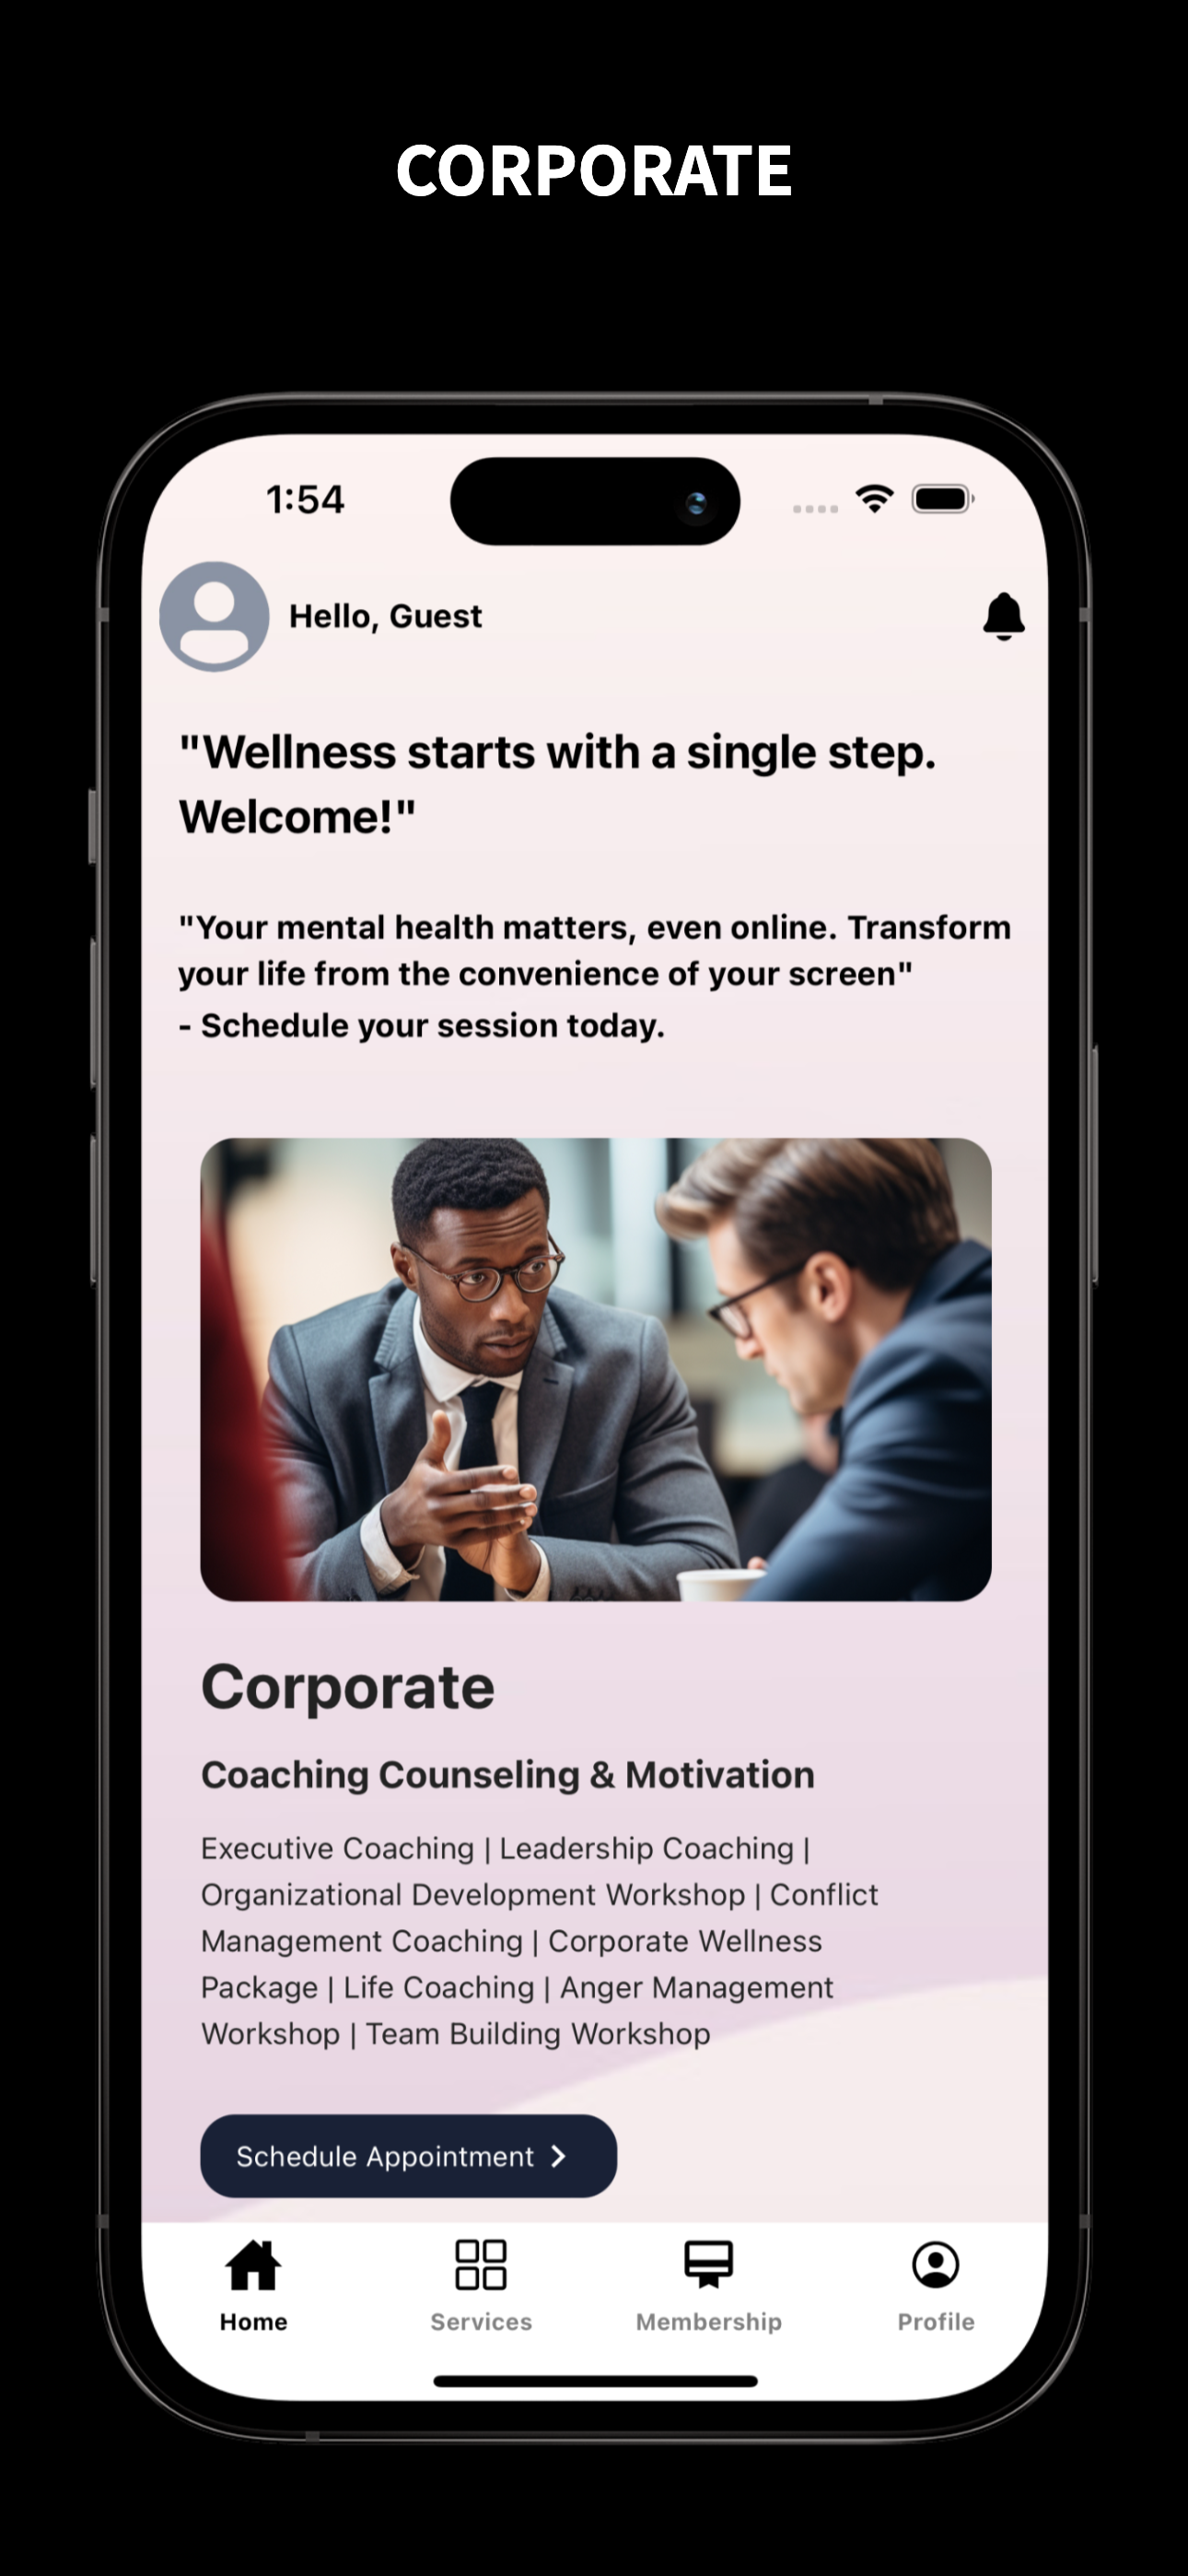 CORPORATE
1:54
Hello, Guest
"Wellness starts with a single step.
Welcome!"
"Your mental health matters, even online. Transform
your life from the convenience of your screen"
- Schedule your session today.
Corporate
Coaching Counseling & Motivation
Executive Coaching | Leadership Coaching |
Organizational Development Workshop | Conflict
Management Coaching | Corporate Wellness
Package | Life Coaching | Anger Management
Workshop | Team Building Workshop
Schedule Appointment
Home Services Membership Profile